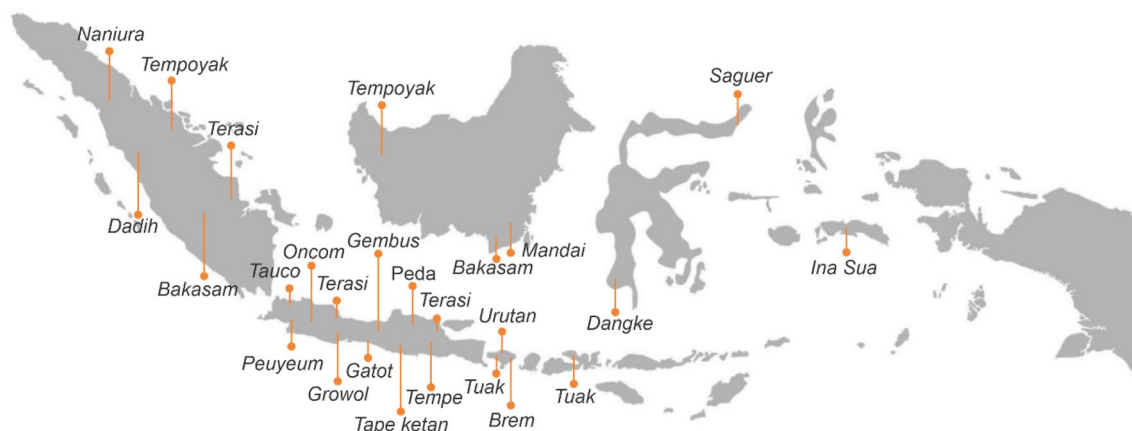 Naniura
Tempoyak
Terasi
Dadih
Bakasam
Tempoyak
Bakasam
Mandai
Saguer
Dangke
Ina Sua
Tauco
Oncom
Terasi
Gembus
Peda
Terasi
Peuyeum
Growol
Gatot
Tape ketan
Tempe
Urutan
Tuak
Brem
Tuak